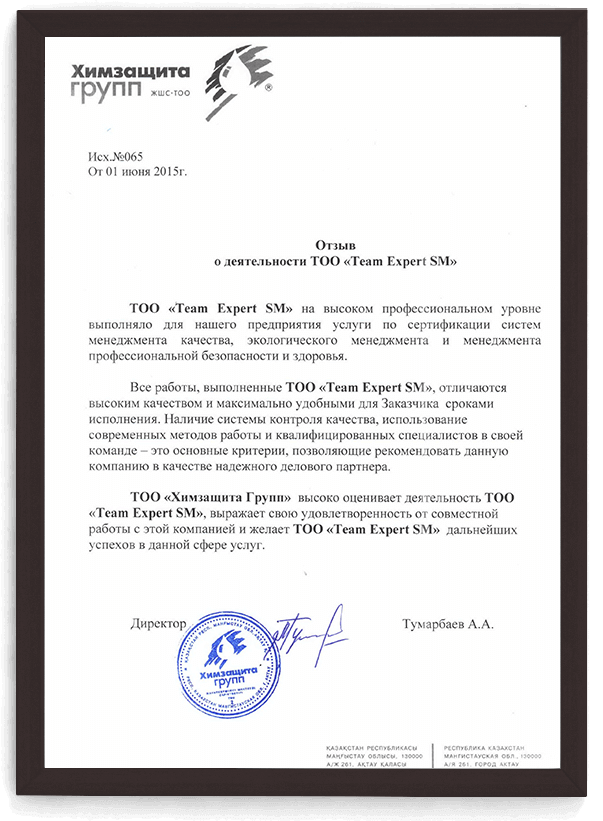 Химзащита
групп ЖШС·ТОО
®
Исх.№065
От 01 июня 2015г.
Отзыв
о деятельности ТОО «Team Expert SM»
ТОО «Team Expert SM» на высоком профессиональном уровне
выполняло для нашего предприятия услуги по сертификации систем
менеджмента качества, экологического менеджмента и менеджмента
профессиональной безопасности и здоровья.
Все работы, выполненные ТОО «Team Expert SM», отличаются
высоким качеством и максимально удобными для Заказчика сроками
исполнения. Наличие системы контроля качества, использование
современных методов работы и квалифицированных специалистов в своей
команде – это основные критерии, позволяющие рекомендовать данную
компанию в качестве надежного делового партнера.
ТОО «Химзащита Групп» высоко оценивает деятельность ТОО
«Team Expert SM», выражает свою удовлетворенность от совместной
работы с этой компанией и желает ТОО «Team Expert SM» дальнейших
успехов в данной сфере услуг.
Директор
Тумарбаев А.А.
Химзащита
групп
ҚАЗАҚСТАН РЕСПУБЛИКАСЫ
МАҢҒЫСТАУ ОБЛЫСЫ, 130000
А/Ж 261, АҚТАУ ҚАЛАСЫ
РЕСПУБЛИКА КАЗАХСТАН
МАНГИСТАУСКАЯ ОБЛ., 130000
А/Я 261, ГОРОД АКТАУ